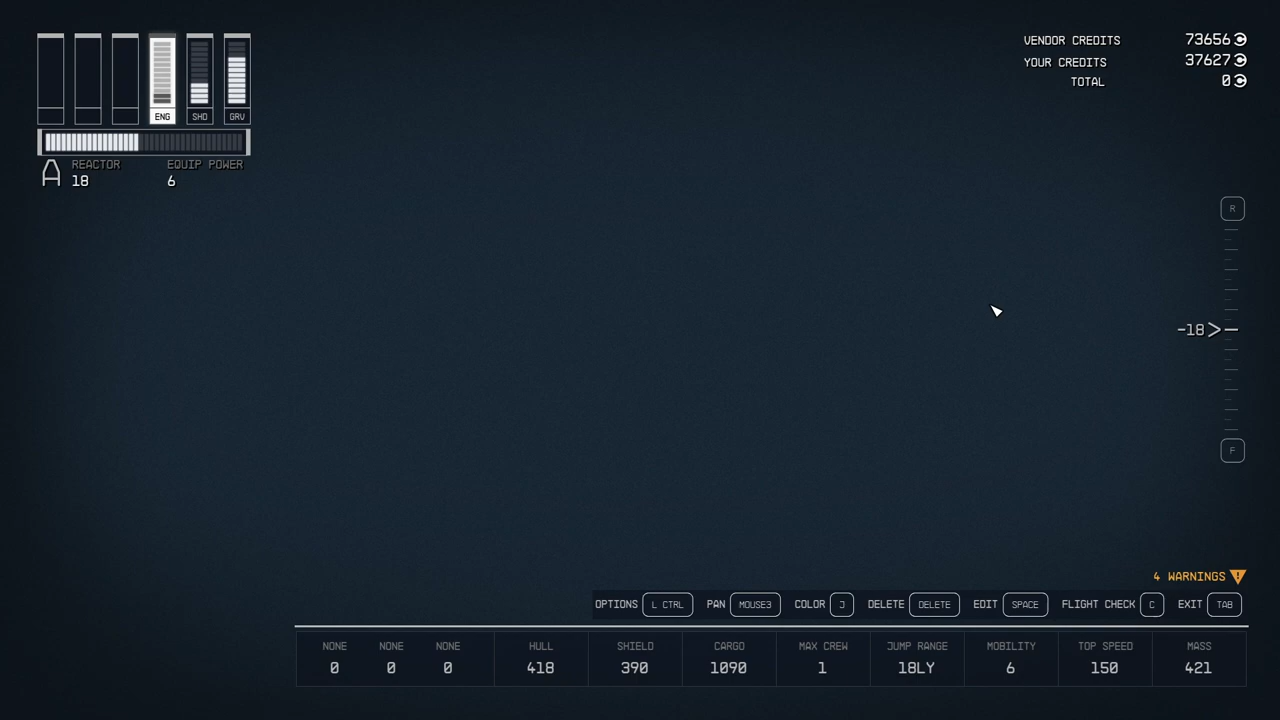 VENDOR CREDITS 73656
YOUR CREDITS 37627
TOTAL 0
ENG SHD GRV
REACTOR EQUIP POWER
18 6
R
-18
F
4 WARNINGS
OPTIONS L CTRL PAN MOUSE3 COLOR J DELETE DELETE EDIT SPACE FLIGHT CHECK C EXIT TAB
NONE NONE NONE HULL SHIELD CARGO MAX CREW JUMP RANGE MOBILITY TOP SPEED MASS
0 0 0 418 390 1090 1 18LY 6 150 421